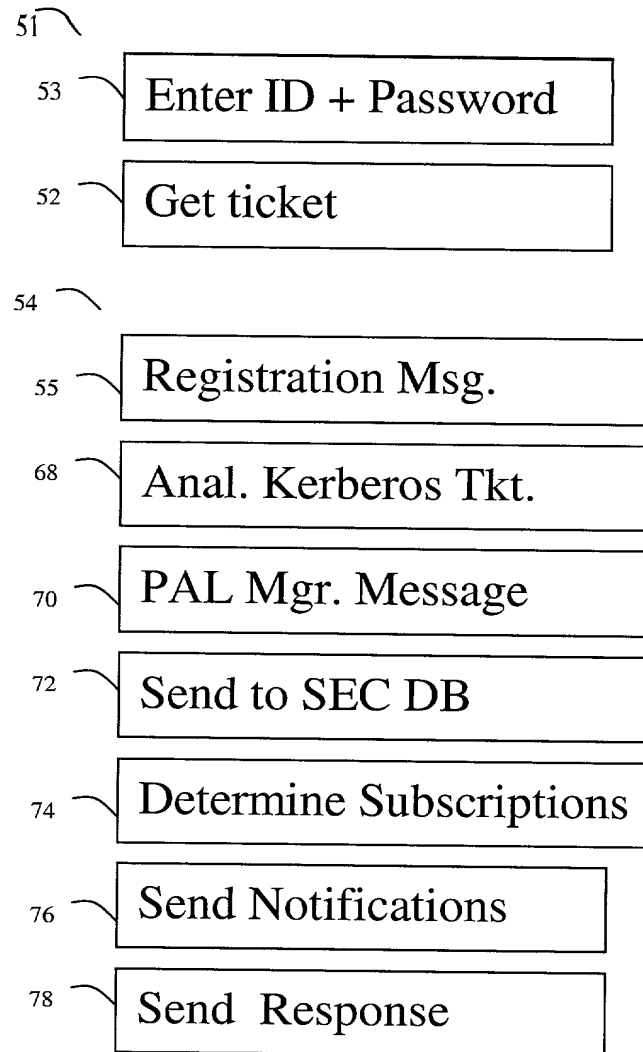 51
53 Enter ID + Password
52 Get ticket
54
55 Registration Msg.
68 Anal. Kerberos Tkt.
70 PAL Mgr. Message
72 Send to SEC DB
74 Determine Subscriptions
76 Send Notifications
78 Send Response